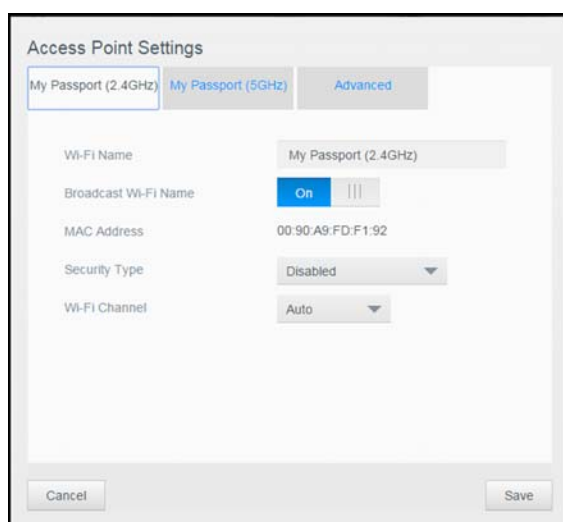 Access Point Settings
My Passport (2.4GHz) My Passport (5GHz) Advanced
Wi-Fi Name My Passport (2.4GHz)
Broadcast Wi-Fi Name On
MAC Address 00:90:A9:FD:F1:92
Security Type Disabled
Wi-Fi Channel Auto
Cancel Save